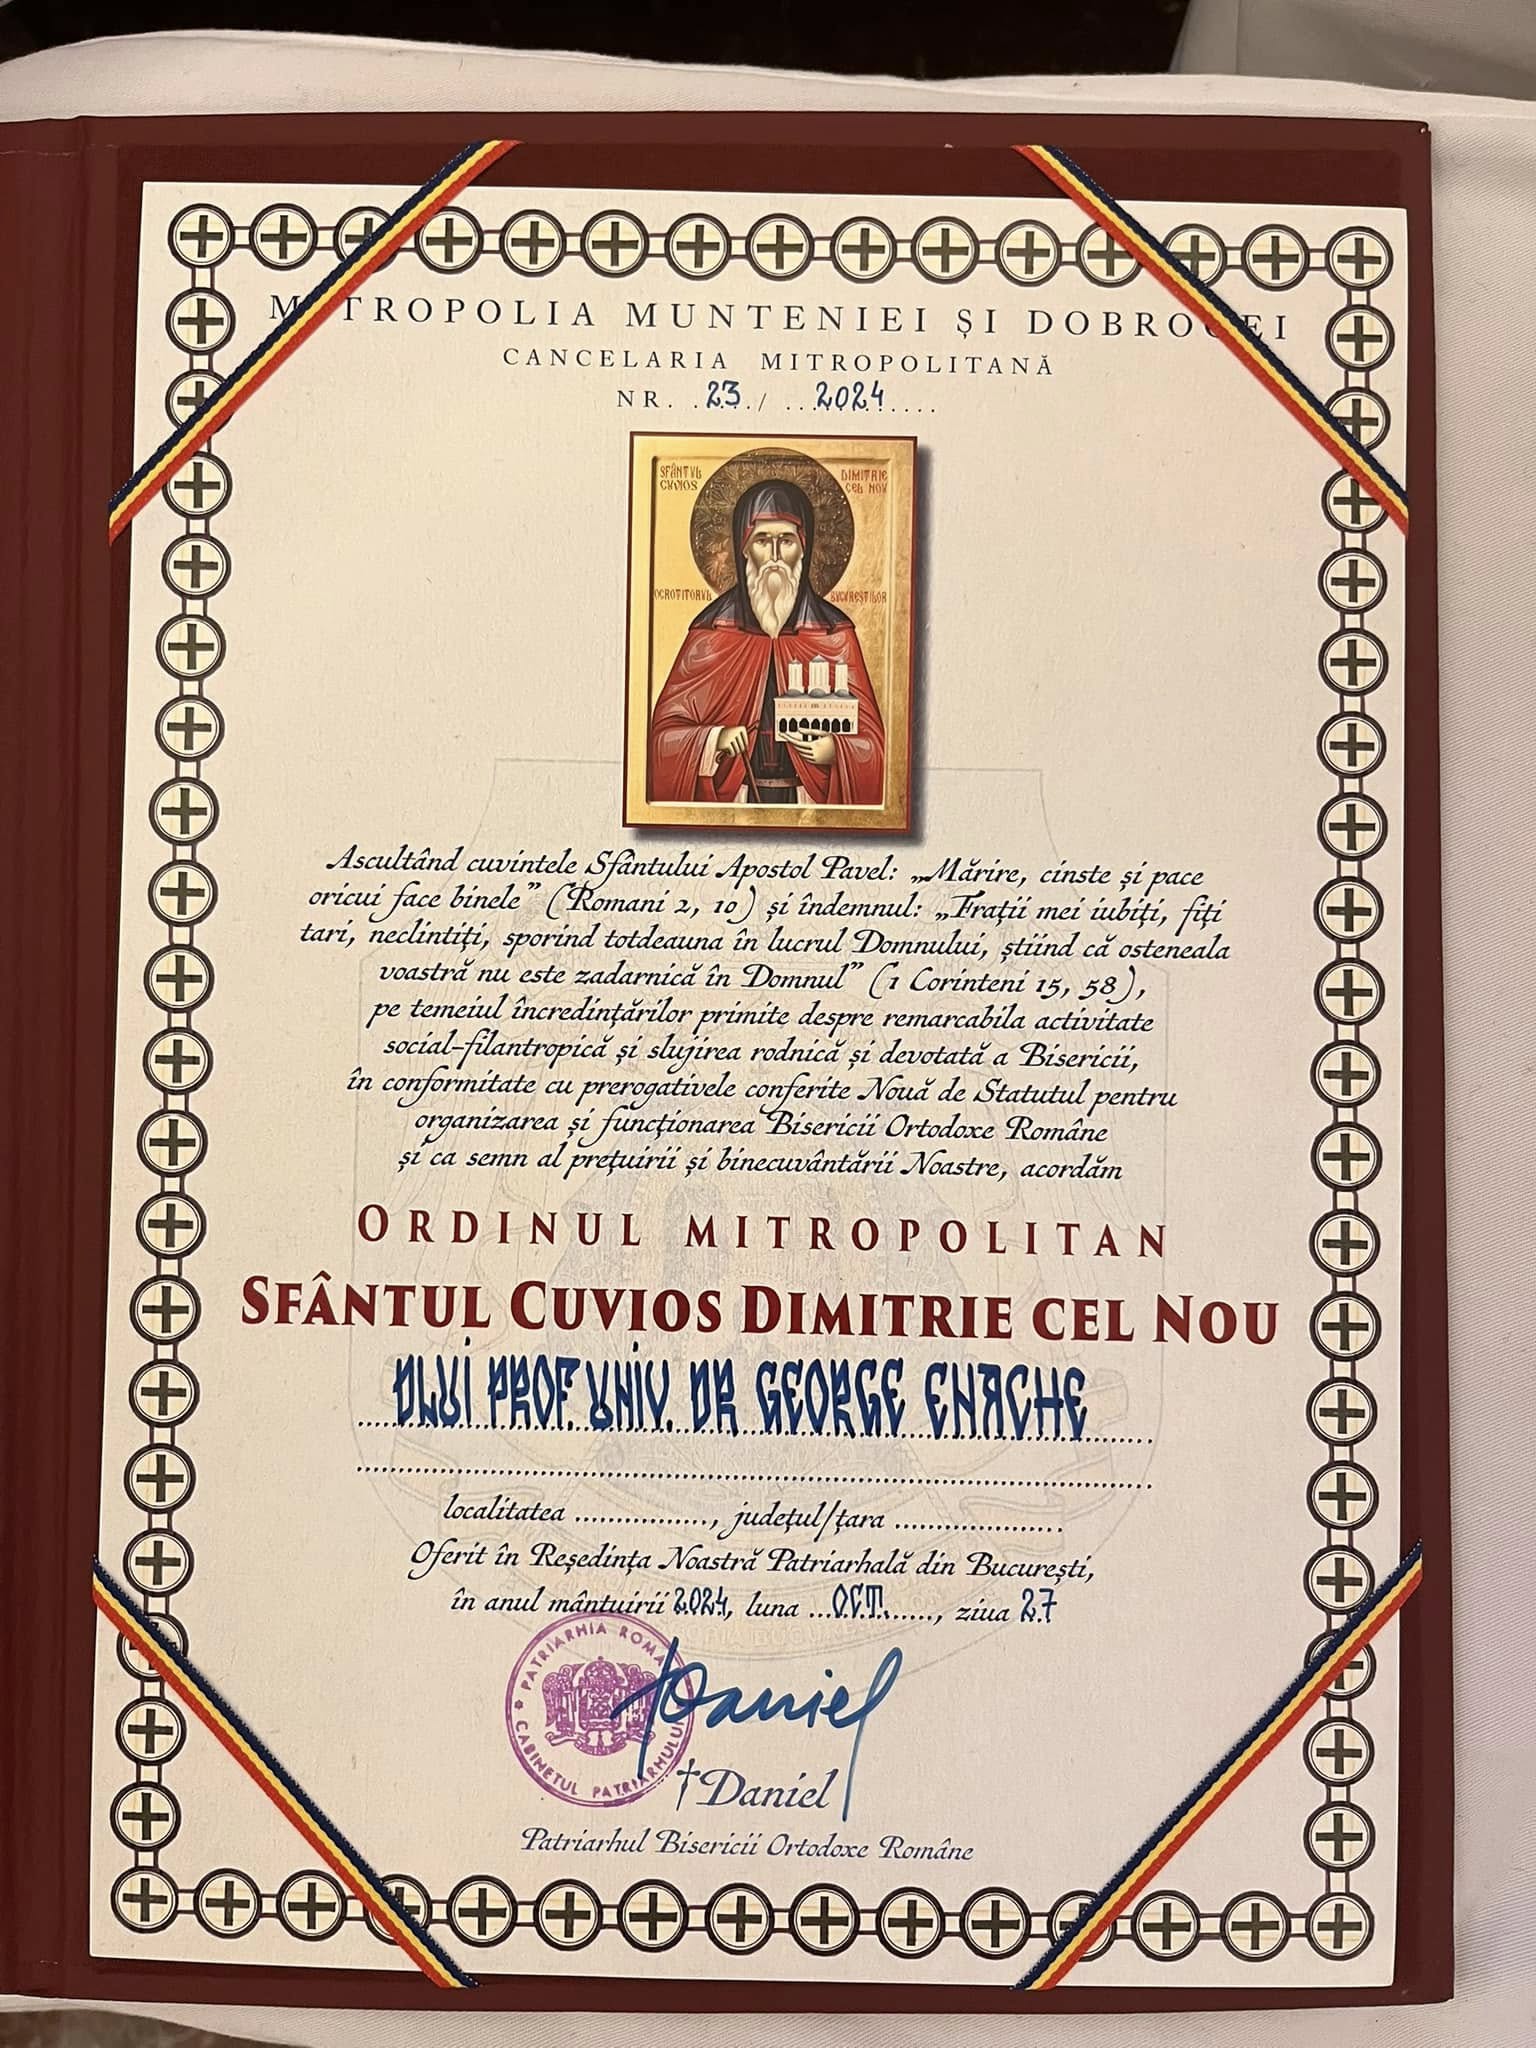 MITROPOLIA MUNTENIEI ȘI DOBROGEI
CANCELARIA MITROPOLITANĂ
NR. 23 / 2024
SFÂNTUL CUVIOS DIMITRIE CEL NOU
OCROTITORUL BUCUREȘTILOR
Ascultând cuvintele Sfântului Apostol Pavel: „Mărire, cinste și pace
oricui face binele” (Romani 2, 10) și îndemnul: „Frații mei iubiți, fiți
tari, neclintiți, sporind totdeauna în lucrul Domnului, știind că osteneala
voastră nu este zadarnică în Domnul” (1 Corinteni 15, 58),
pe temeiul încredințărilor primite despre remarcabila activitate
social-filantropică și slujirea rodnică și devotată a Bisericii,
în conformitate cu prerogativele conferite Nouă de Statutul pentru
organizarea și funcționarea Bisericii Ortodoxe Române
și ca semn al prețuirii și binecuvântării Noastre, acordăm
ORDINUL MITROPOLITAN
SFÂNTUL CUVIOS DIMITRIE CEL NOU
DLUI PROF. UNIV. DR GEORGE ENACHE
localitatea ................, județul/țara ....................
Oferit în Reședința Noastră Patriarhală din București,
în anul mântuirii 2024, luna ...OCT......, ziua 27
PATRIARHIA ROMÂ
CABINETUL PATRIARHULUI
Daniel
†Daniel
Patriarhul Bisericii Ortodoxe Române